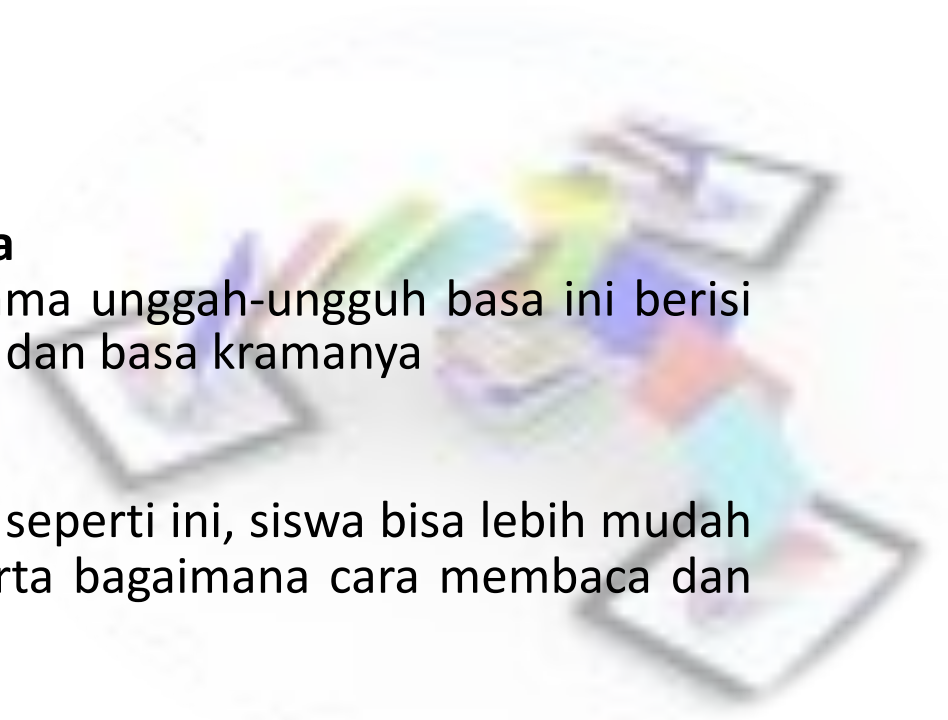 a
ma unggah-ungguh basa ini berisi
dan basa kramanya
seperti ini, siswa bisa lebih mudah
rta bagaimana cara membaca dan